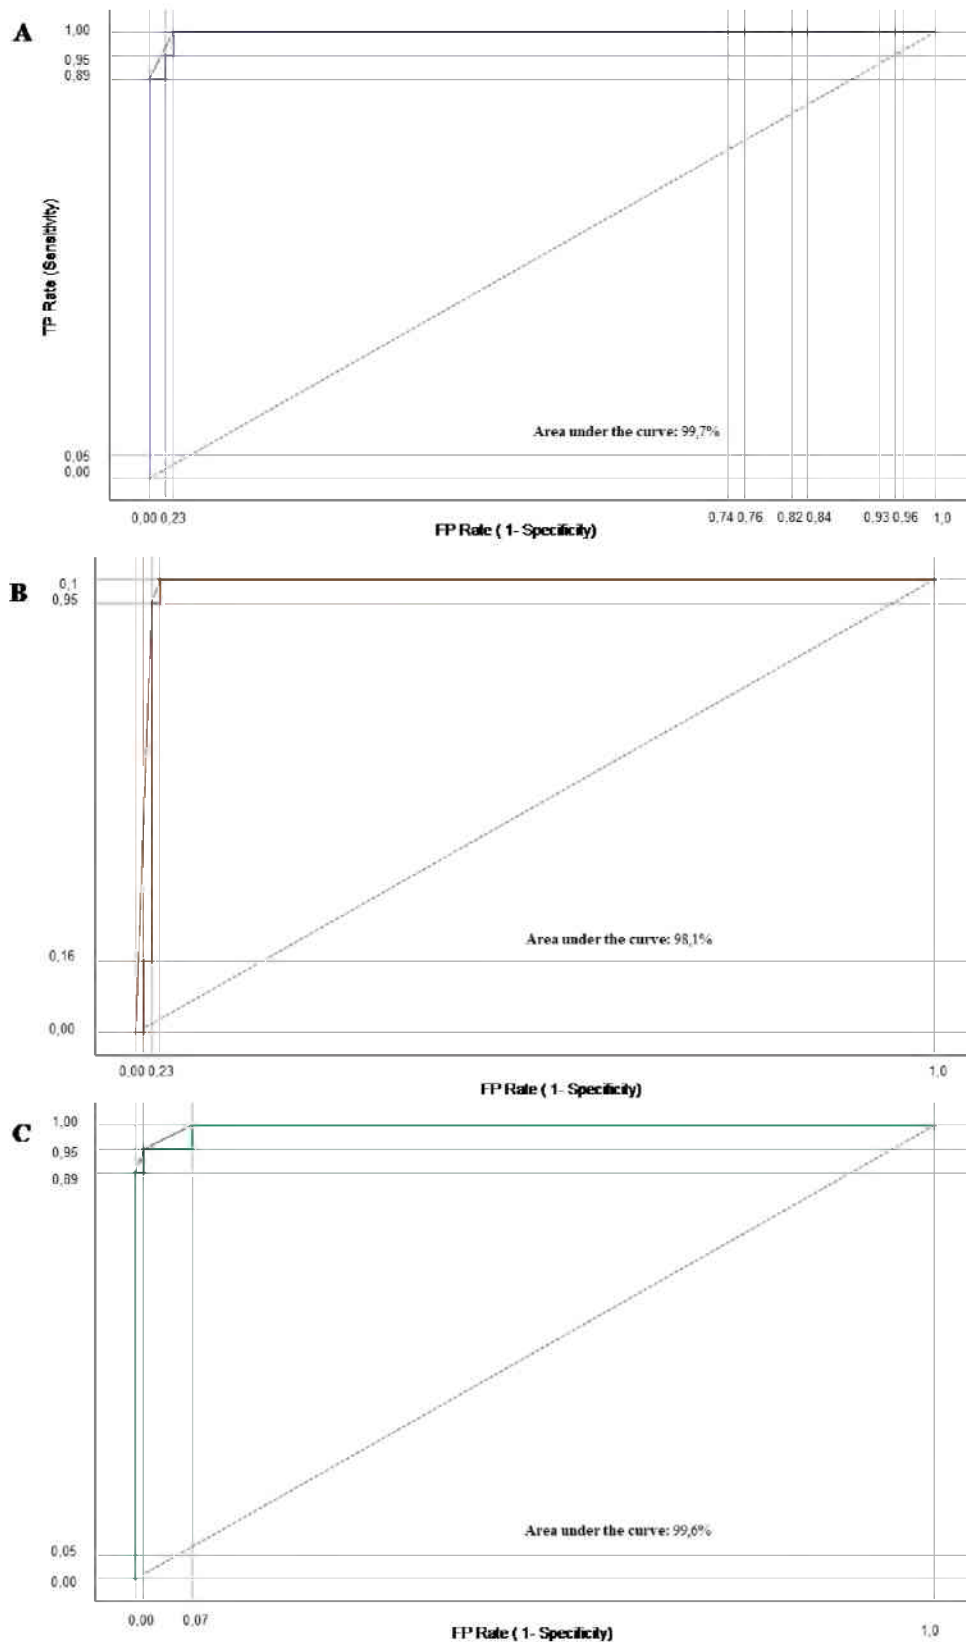 A
1,00
0,95
0,89
TP Rate (Sensitivity)
Area under the curve: 99,7%
0,05
0,00
0,00 0,23 0,74 0,76 0,82 0,84 0,93 0,96 1,0
FP Rate ( 1- Specificity)
B
0,1
0,95
Area under the curve: 98,1%
0,16
0,00
0,00 0,23 1,0
FP Rate ( 1- Specificity)
C
1,00
0,95
0,89
Area under the curve: 99,6%
0,05
0,00
0,00 0,07 1,0
FP Rate ( 1- Specificity)